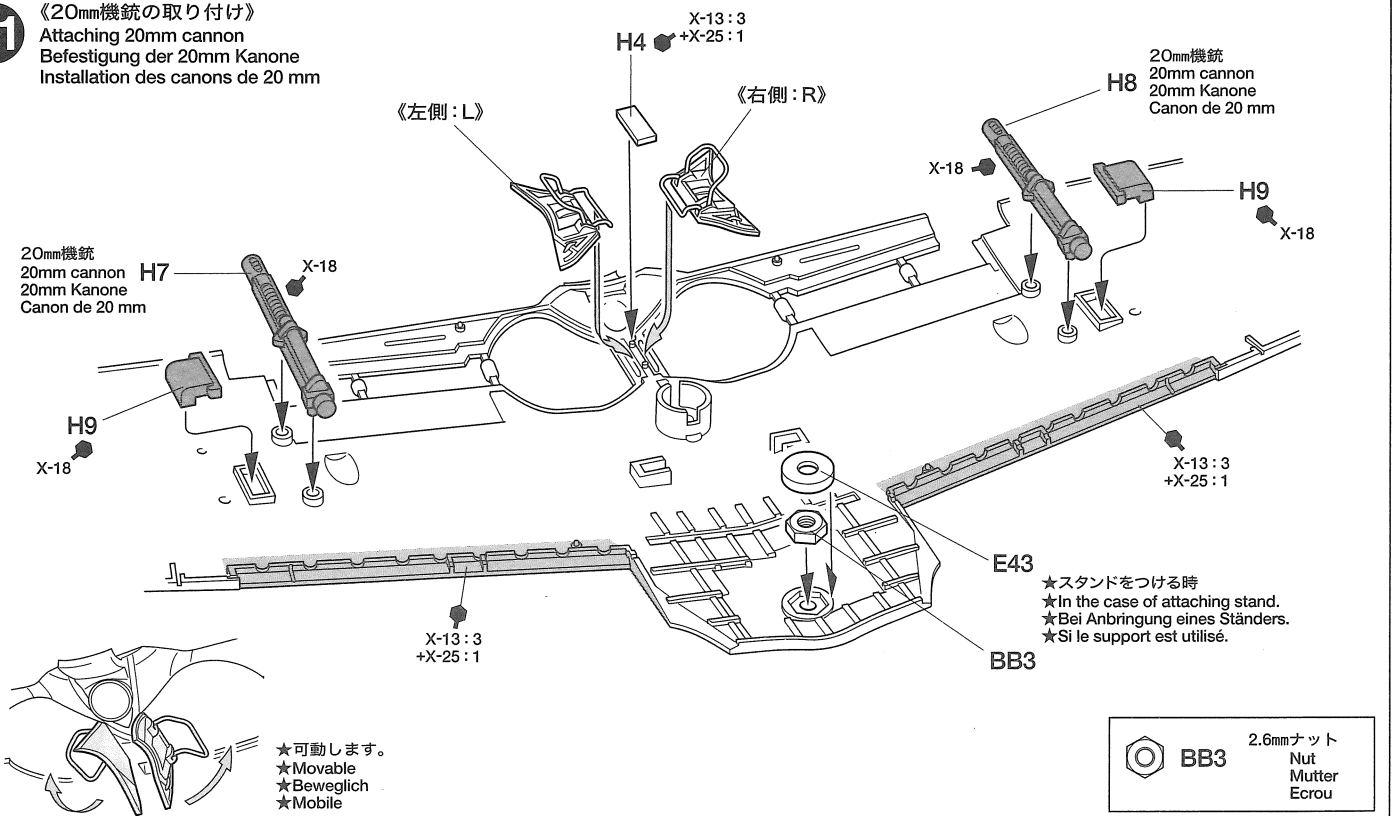 1
《20mm機銃の取り付け》
Attaching 20mm cannon
Befestigung der 20mm Kanone
Installation des canons de 20 mm
X-13 : 3
H4 +X-25 : 1
《左側 : L》
《右側 : R》
20mm機銃
H8 20mm cannon
20mm Kanone
Canon de 20 mm
X-18
H9
X-18
20mm機銃
20mm cannon H7
20mm Kanone
Canon de 20 mm
X-18
H9
X-18
X-13 : 3
+X-25 : 1
E43
★スタンドをつける時
★In the case of attaching stand.
★Bei Anbringung eines Ständers.
★Si le support est utilisé.
BB3
X-13 : 3
+X-25 : 1
★可動します。
★Movable
★Beweglich
★Mobile
BB3 2.6mmナット
Nut
Mutter
Ecrou